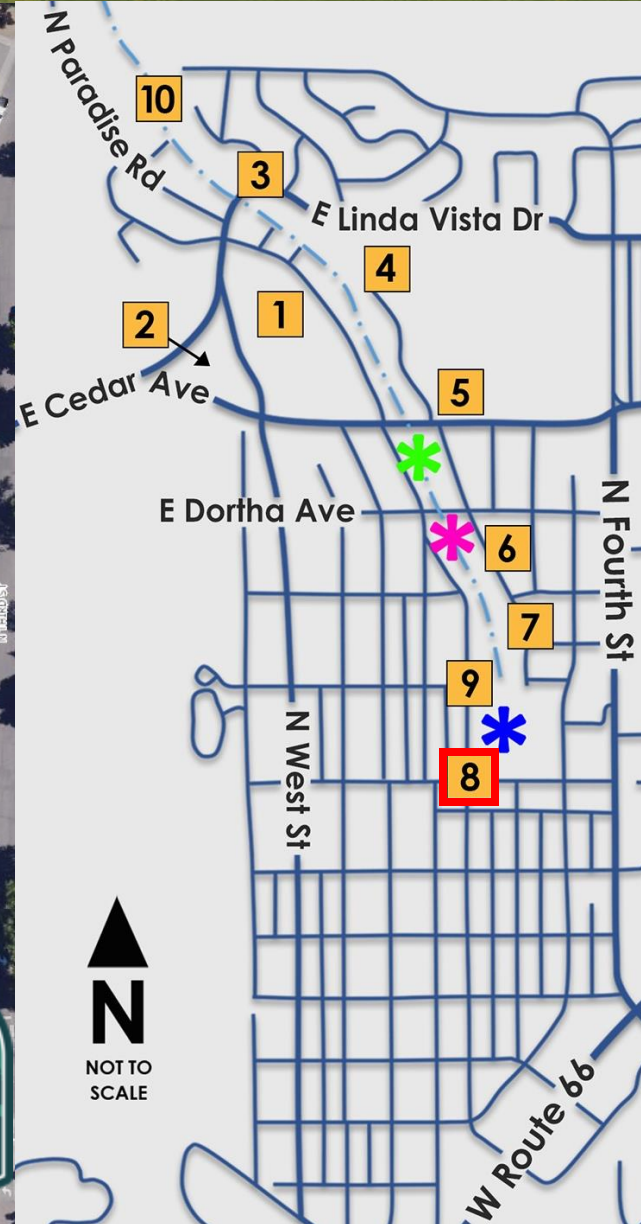 N Paradise Rd
10
3
E Linda Vista Dr
4
1
2
5
E Cedar Ave
E Dortha Ave
N Fourth St
6
7
9
8
N West St
N
NOT TO
SCALE
W Route 66